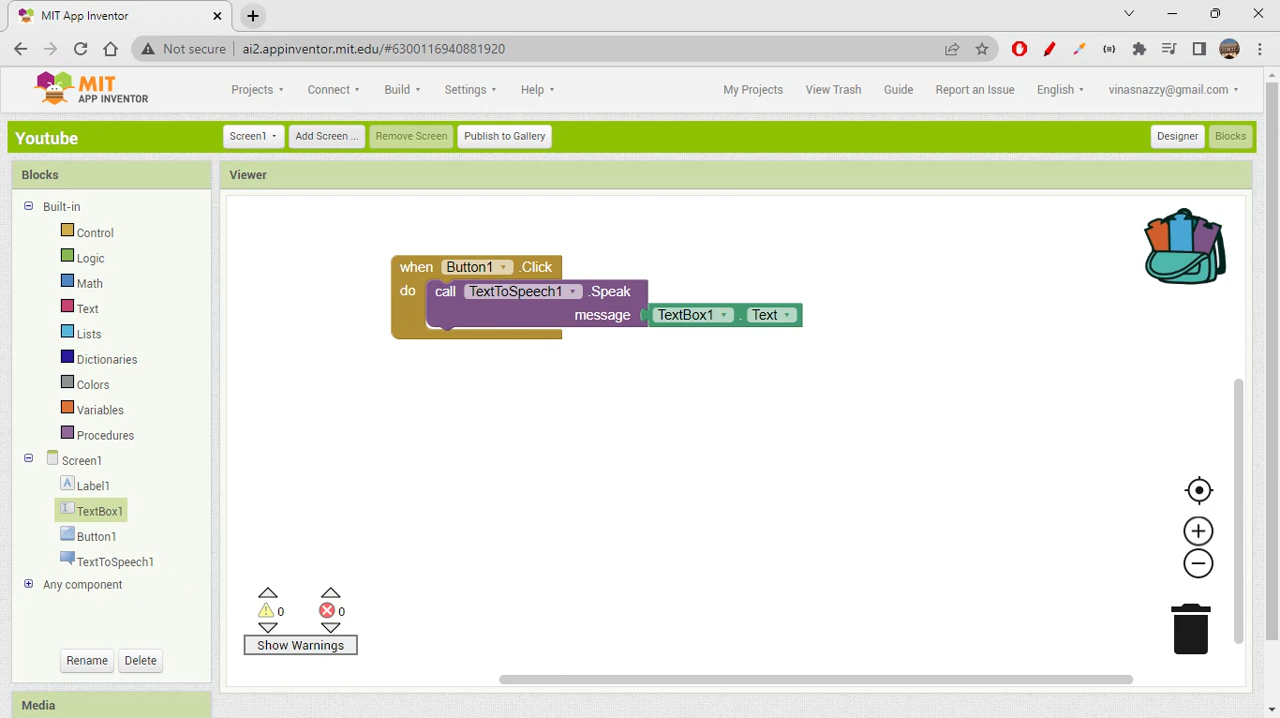 MIT App Inventor
Not secure ai2.appinventor.mit.edu/#6300116940881920
MIT
APP INVENTOR
Projects Connect Build Settings Help My Projects View Trash Guide Report an Issue English vinasnazzy@gmail.com
Youtube Screen1 Add Screen ... Remove Screen Publish to Gallery Designer Blocks
Blocks Viewer
Built-in
Control
Logic
Math
Text
Lists
Dictionaries
Colors
Variables
Procedures
Screen1
A Label1
TextBox1
Button1
TextToSpeech1
Any component
Rename Delete
Media
when Button1 .Click
do call TextToSpeech1 .Speak
message TextBox1 . Text
0 0
Show Warnings